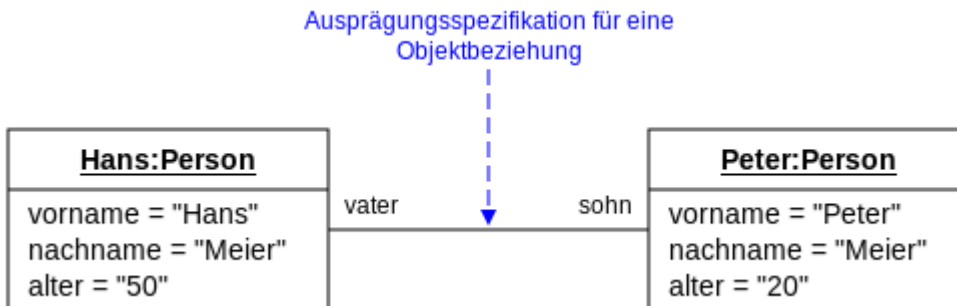 Ausprägungsspezifikation für eine
Objektbeziehung
Hans:Person
vorname = "Hans"
nachname = "Meier"
alter = "50"
vater
sohn
Peter:Person
vorname = "Peter"
nachname = "Meier"
alter = "20"